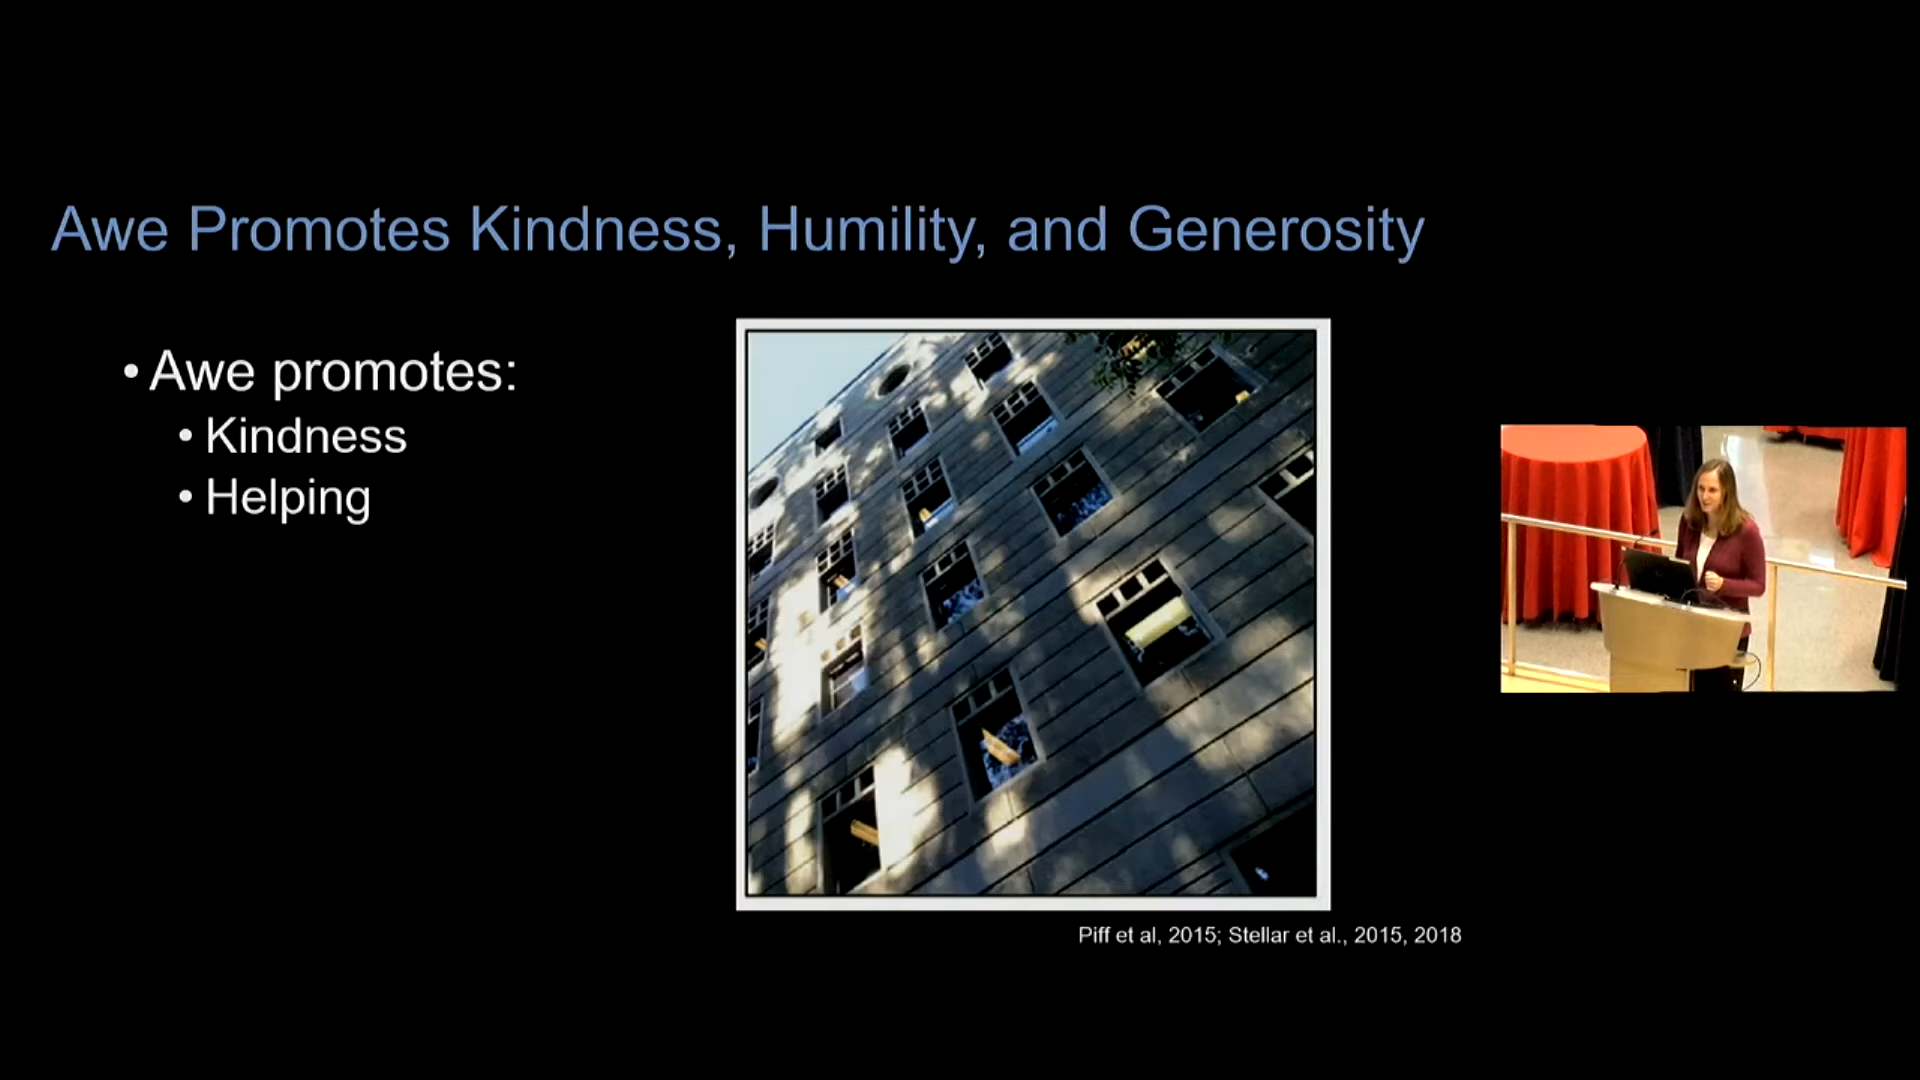 Awe Promotes Kindness, Humility, and Generosity
• Awe promotes:
• Kindness
• Helping
Piff et al, 2015; Stellar et al., 2015, 2018